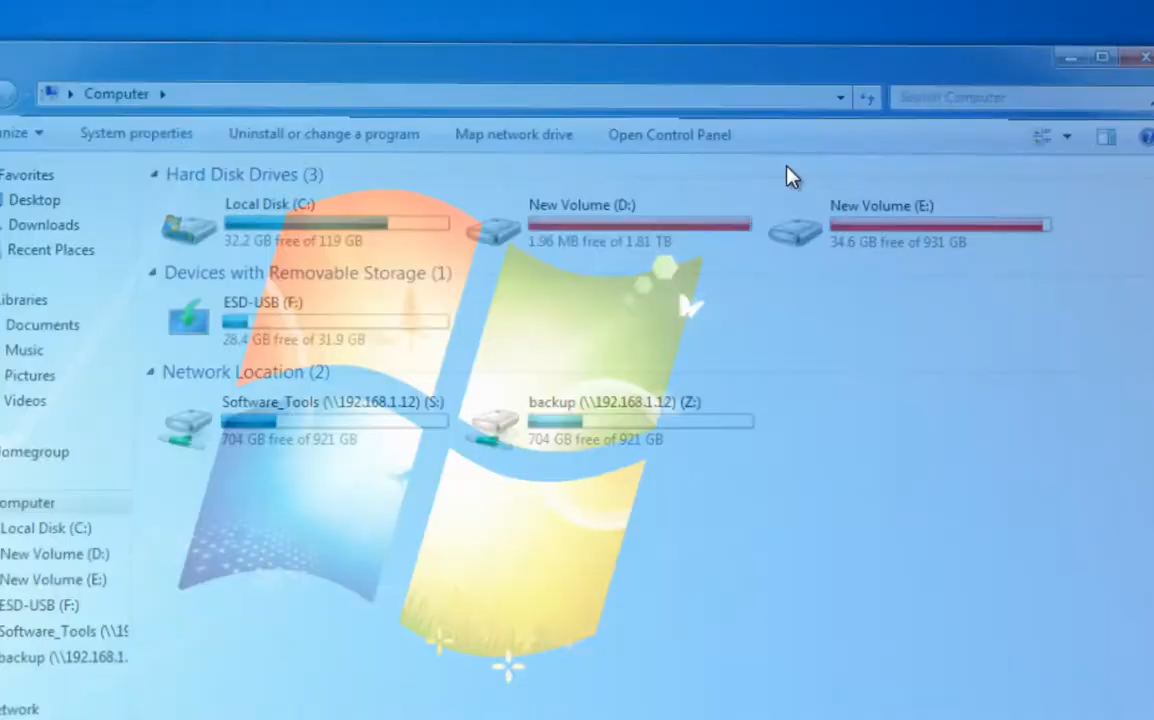 Computer
Search Computer
nize
System properties
Uninstall or change a program
Map network drive
Open Control Panel
Favorites
Desktop
Downloads
Recent Places
ibraries
Documents
Music
Pictures
Videos
omegroup
omputer
Local Disk (C:)
New Volume (D:)
New Volume (E:)
ESD-USB (F:)
Software_Tools (\\19
backup (\\192.168.1.
etwork
Hard Disk Drives (3)
Local Disk (C:)
32.2 GB free of 119 GB
New Volume (D:)
1.96 MB free of 1.81 TB
New Volume (E:)
34.6 GB free of 931 GB
Devices with Removable Storage (1)
ESD-USB (F:)
28.4 GB free of 31.9 GB
Network Location (2)
Software_Tools (\\192.168.1.12) (S:)
704 GB free of 921 GB
backup (\\192.168.1.12) (Z:)
704 GB free of 921 GB